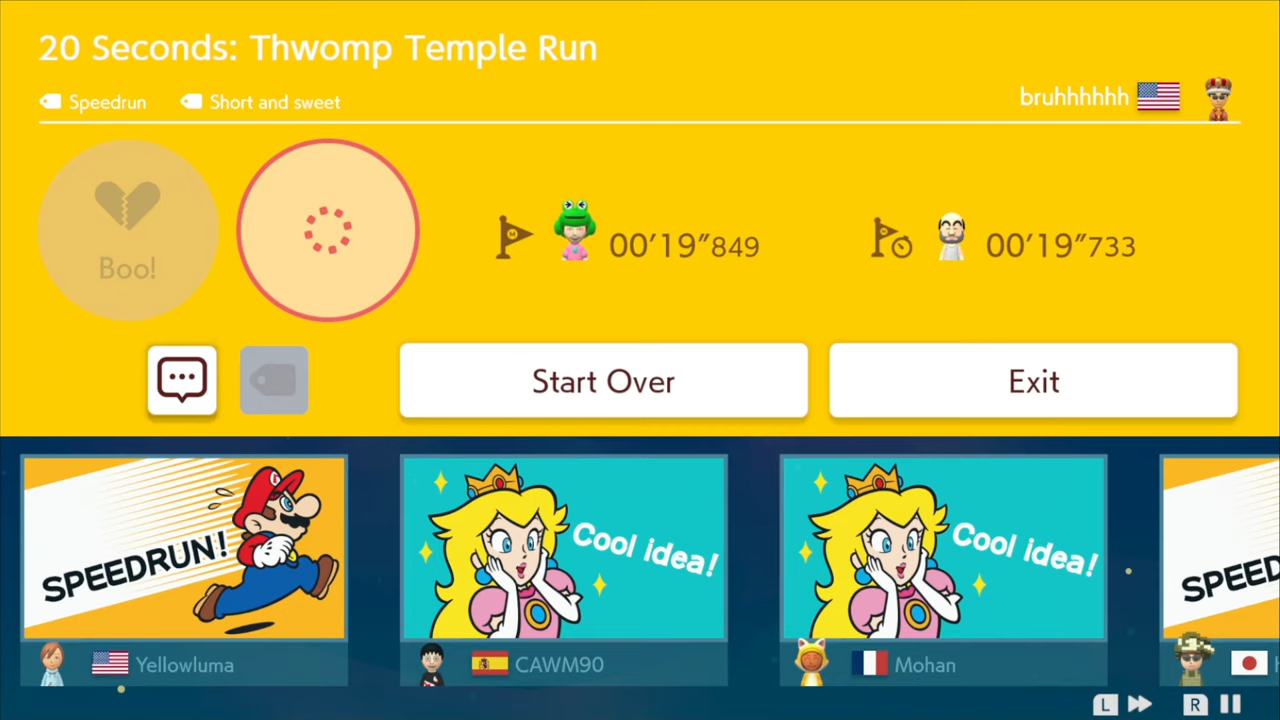 20 Seconds: Thwomp Temple Run
Speedrun Short and sweet
bruhhhhhh
Boo!
M 00'19"849
M 00'19"733
Start Over Exit
SPEEDRUN!
Cool idea!
Cool idea!
SPEED
Yellowluma
CAWM90
Mohan
L R